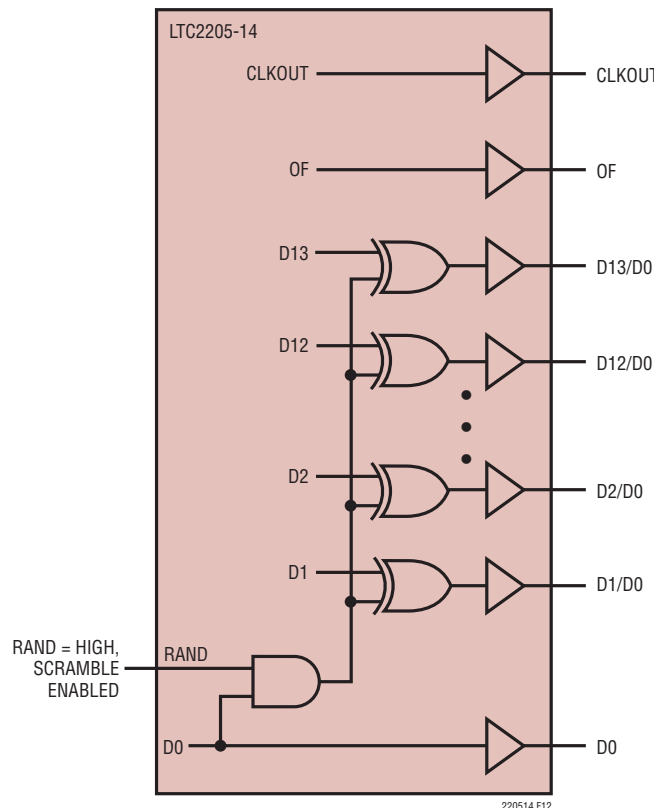 LTC2205-14
CLKOUT
CLKOUT
OF
OF
D13
D13/D0
D12
D12/D0
D2
D2/D0
D1
D1/D0
RAND = HIGH,
SCRAMBLE
ENABLED
RAND
D0
D0
220514 F12